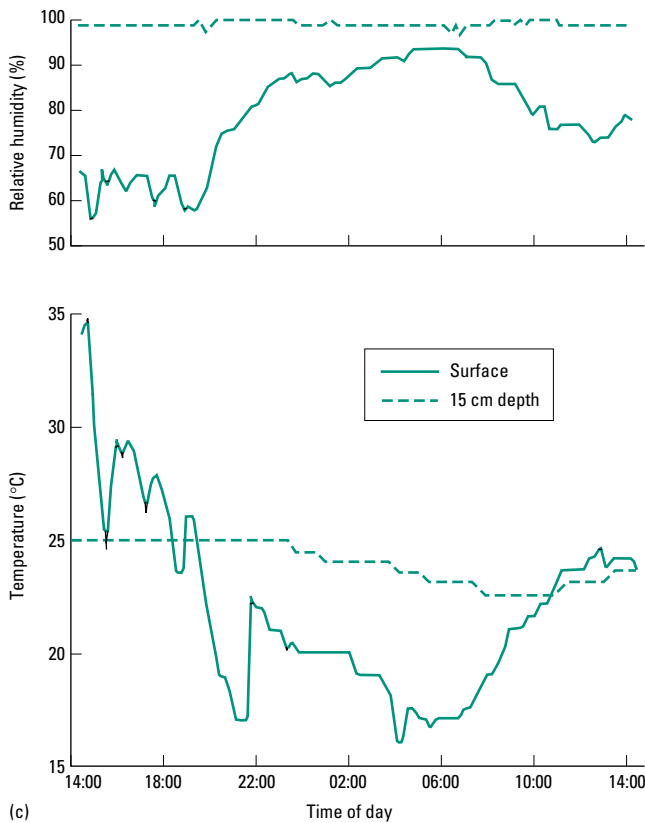 Relative humidity (%)
100
90
80
70
60
50
Temperature (°C)
35
30
25
20
15
Surface
15 cm depth
14:00 18:00 22:00 02:00 06:00 10:00 14:00
(c)
Time of day